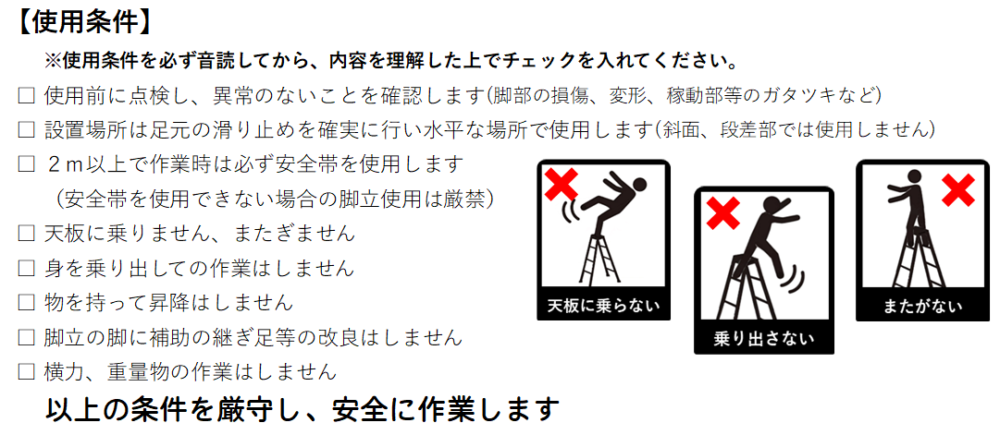 【使用条件】
※使用条件を必ず音読してから、内容を理解した上でチェックを入れてください。
□ 使用前に点検し、異常のないことを確認します(脚部の損傷、変形、稼動部等のガタツキなど)
□ 設置場所は足元の滑り止めを確実に行い水平な場所で使用します(斜面、段差部では使用しません)
□ ２ｍ以上で作業時は必ず安全帯を使用します
（安全帯を使用できない場合の脚立使用は厳禁）
□ 天板に乗りません、またぎません
□ 身を乗り出しての作業はしません
□ 物を持って昇降はしません
□ 脚立の脚に補助の継ぎ足等の改良はしません
□ 横力、重量物の作業はしません
以上の条件を厳守し、安全に作業します
天板に乗らない
乗り出さない
またがない